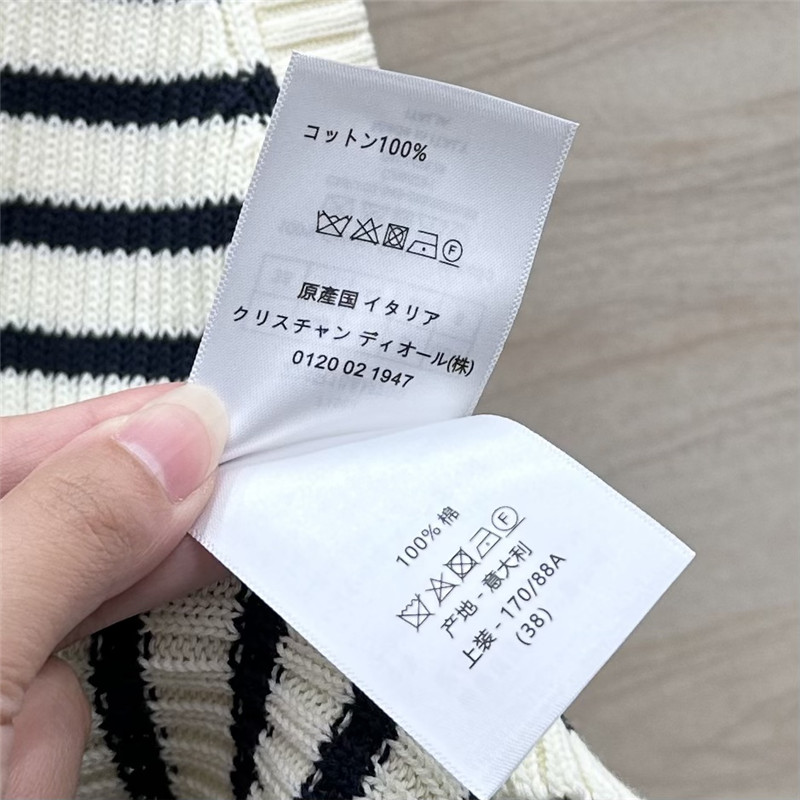 コットン100%
F
原產国 イタリア
クリスチャン ディオール(株)
0120 02 1947
100% 棉
F
产地 - 意大利
上装 - 170/88A
(38)